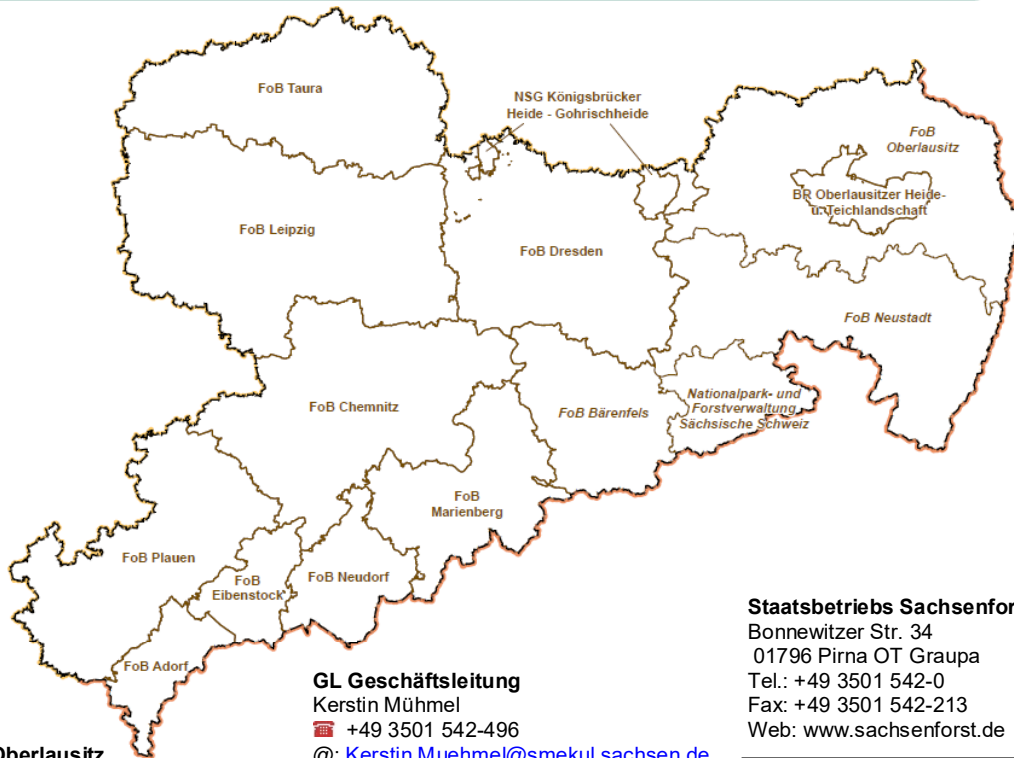 FoB Taura
NSG Königsbrücker
Heide - Gohrischheide
FoB
Oberlausitz
BR Oberlausitzer Heide-
u. Teichlandschaft
FoB Leipzig
FoB Dresden
FoB Neustadt
FoB Chemnitz
FoB Bärenfels
Nationalpark- und
Forstverwaltung
Sächsische Schweiz
FoB
Marienberg
FoB Plauen
FoB
Eibenstock
FoB Neudorf
FoB Adorf
GL Geschäftsleitung
Kerstin Mühmel
☎ +49 3501 542-496
@: Kerstin.Muehmel@smekul.sachsen.de
Staatsbetriebs Sachsenfor
Bonnewitzer Str. 34
01796 Pirna OT Graupa
Tel.: +49 3501 542-0
Fax: +49 3501 542-213
Web: www.sachsenforst.de
Oberlausitz